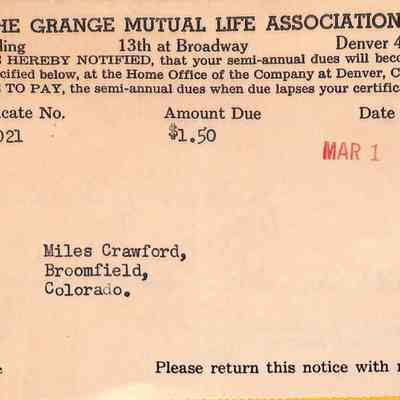 THE GRANGE MUTUAL LIFE ASSOCIATION
ding 13th at Broadway Denver 4
S HEREBY NOTIFIED, that your semi-annual dues will beco
cified below, at the Home Office of the Company at Denver, C
E TO PAY, the semi-annual dues when due lapses your certific
cate No. Amount Due Date
021 $1.50 MAR 1
Miles Crawford,
Broomfield,
Colorado.
e Please return this notice with r